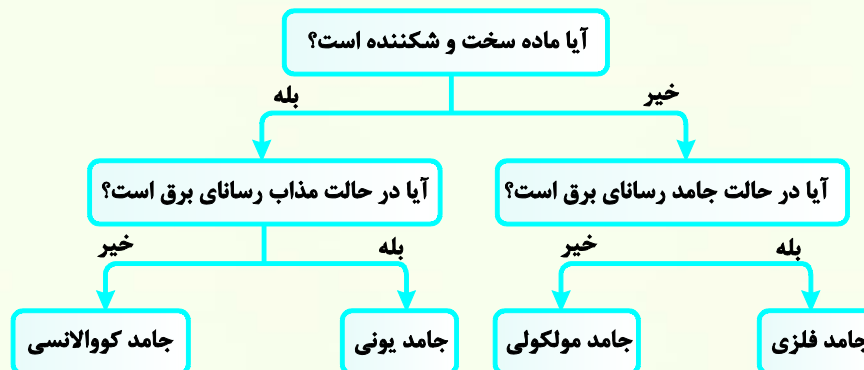 آیا ماده سخت و شکننده است؟
خیر
بله
آیا در حالت جامد رسانای برق است؟
آیا در حالت مذاب رسانای برق است؟
بله
خیر
بله
خیر
جامد فلزی
جامد مولکولی
جامد یونی
جامد کووالانسی